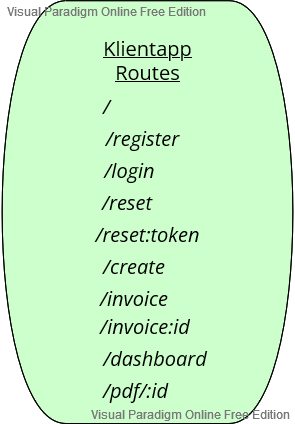 Visual Paradigm Online Free Edition
Klientapp
Routes
/
/register
/login
/reset
/reset:token
/create
/invoice
/invoice:id
/dashboard
/pdf/:id
Visual Paradigm Online Free Edition